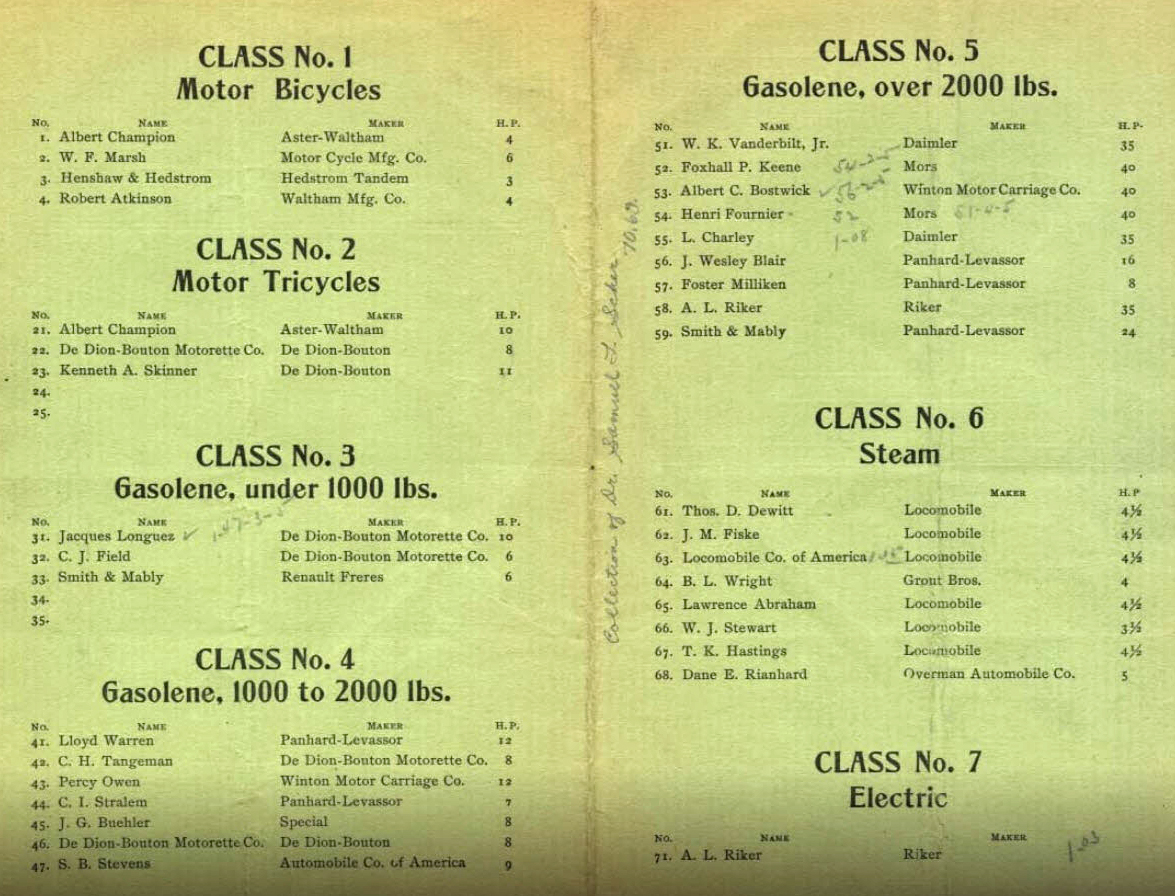 CLASS No. 1
Motor Bicycles
No. NAME MAKER H.P.
1. Albert Champion Aster-Waltham 4
2. W. F. Marsh Motor Cycle Mfg. Co. 6
3. Henshaw & Hedstrom Hedstrom Tandem 3
4. Robert Atkinson Waltham Mfg. Co. 4
CLASS No. 2
Motor Tricycles
No. NAME MAKER H.P.
21. Albert Champion Aster-Waltham 10
22. De Dion-Bouton Motorette Co. De Dion-Bouton 8
23. Kenneth A. Skinner De Dion-Bouton 11
24.
25.
CLASS No. 3
Gasolene, under 1000 lbs.
No. NAME MAKER H.P.
31. Jacques Longuez De Dion-Bouton Motorette Co. 10
32. C. J. Field De Dion-Bouton Motorette Co. 6
33. Smith & Mably Renault Freres 6
34.
35.
CLASS No. 4
Gasolene, 1000 to 2000 lbs.
No. NAME MAKER H.P.
41. Lloyd Warren Panhard-Levassor 12
42. C. H. Tangeman De Dion-Bouton Motorette Co. 8
43. Percy Owen Winton Motor Carriage Co. 12
44. C. I. Stralem Panhard-Levassor 7
45. J. G. Buehler Special 8
46. De Dion-Bouton Motorette Co. De Dion-Bouton 8
47. S. B. Stevens Automobile Co. of America 9
Collection of Dr. Samuel
CLASS No. 5
Gasolene, over 2000 lbs.
No. NAME MAKER H.P.
51. W. K. Vanderbilt, Jr. Daimler 35
52. Foxhall P. Keene Mors 40
53. Albert C. Bostwick Winton Motor Carriage Co. 40
54. Henri Fournier 52 Mors 51-4-5 40
55. L. Charley 1-08 Daimler 35
56. J. Wesley Blair Panhard-Levassor 16
57. Foster Milliken Panhard-Levassor 8
58. A. L. Riker Riker 35
59. Smith & Mably Panhard-Levassor 24
CLASS No. 6
Steam
No. NAME MAKER H.P
61. Thos. D. Dewitt Locomobile 4½
62. J. M. Fiske Locomobile 4½
63. Locomobile Co. of America Locomobile 4½
64. B. L. Wright Grout Bros. 4
65. Lawrence Abraham Locomobile 4½
66. W. J. Stewart Locomobile 3½
67. T. K. Hastings Locomobile 4½
68. Dane E. Rianhard Overman Automobile Co. 5
CLASS No. 7
Electric
No. NAME MAKER
71. A. L. Riker Riker 1-03